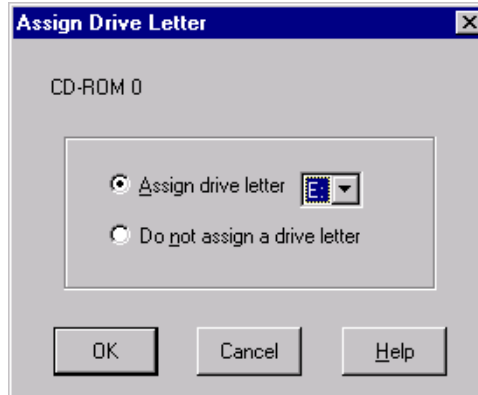 Assign Drive Letter
CD-ROM 0
Assign drive letter E:
Do not assign a drive letter
OK Cancel Help